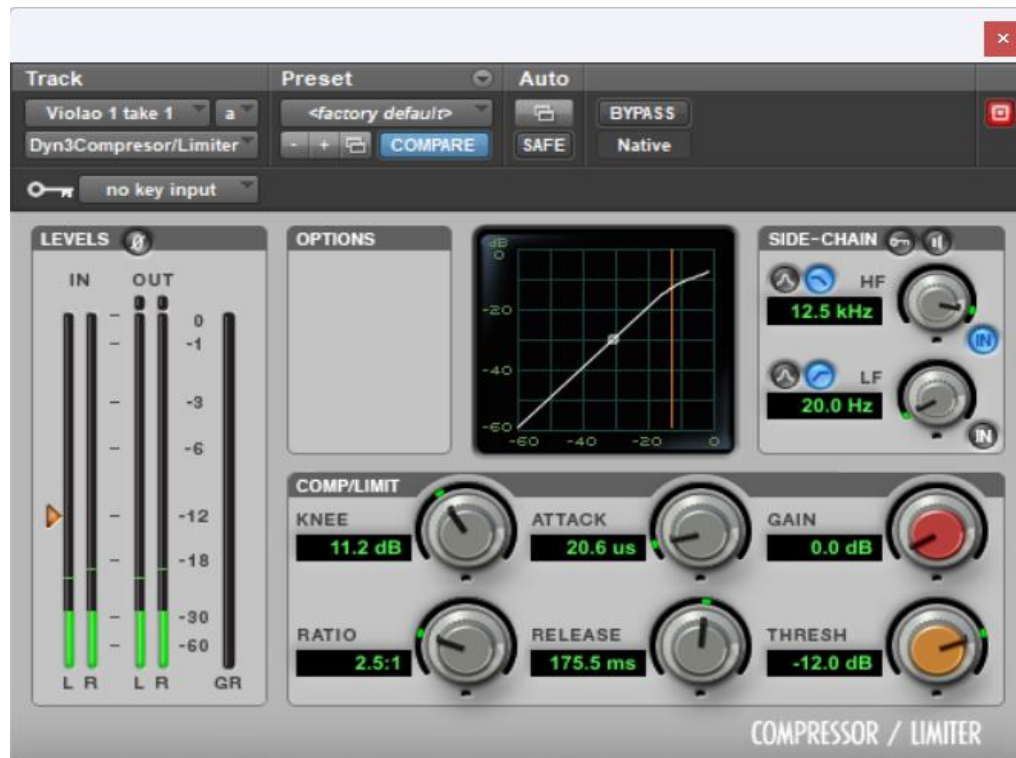 Track Preset Auto
Violao 1 take 1 a <factory default> BYPASS
Dyn3Compresor/Limiter - + COMPARE SAFE Native
no key input
LEVELS Ø OPTIONS SIDE-CHAIN
IN OUT
dB
0
-20
-40
-60
-60 -40 -20 0
HF
12.5 kHz
IN
LF
20.0 Hz
IN
0
-1
-3
-6
-12
-18
-30
-60
L R L R GR
COMP/LIMIT
KNEE ATTACK GAIN
11.2 dB 20.6 us 0.0 dB
RATIO RELEASE THRESH
2.5:1 175.5 ms -12.0 dB
COMPRESSOR / LIMITER